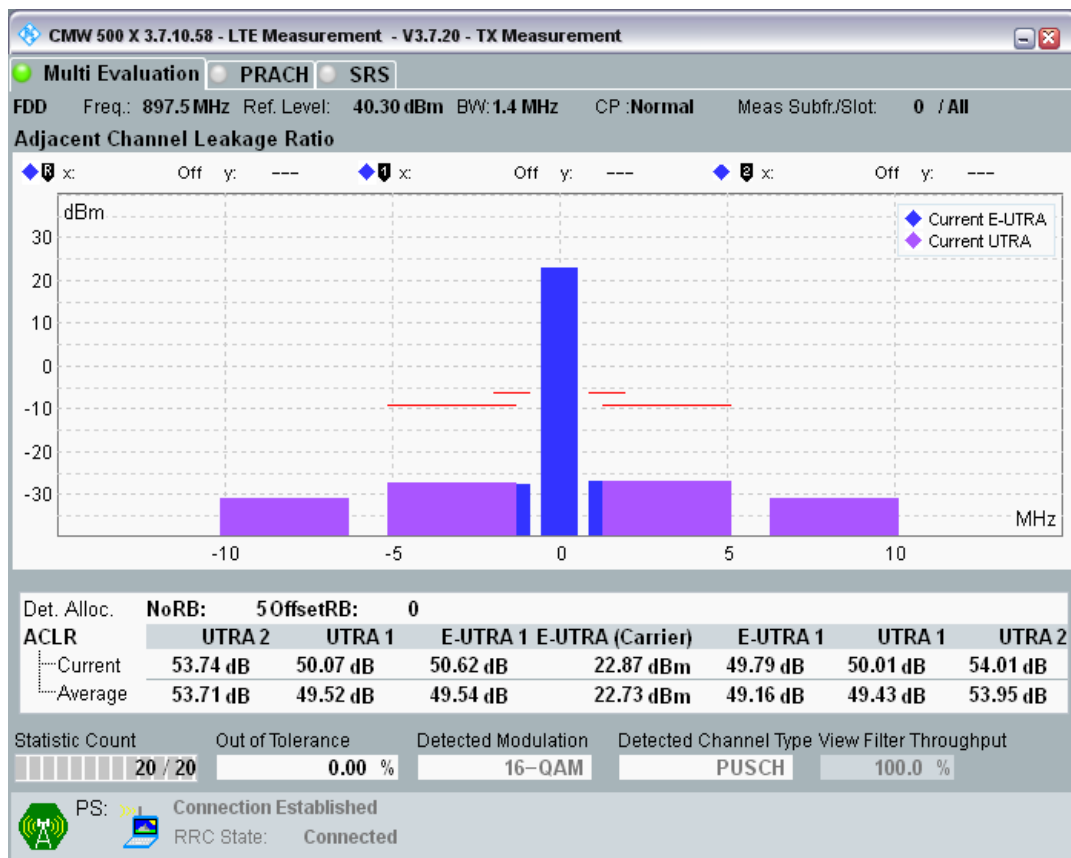 CMW 500 X 3.7.10.58 - LTE Measurement - V3.7.20 - TX Measurement
Multi Evaluation PRACH SRS
FDD Freq.: 897.5 MHz Ref. Level: 40.30 dBm BW: 1.4 MHz CP :Normal Meas Subfr./Slot: 0 / All
Adjacent Channel Leakage Ratio
R x: Off y: --- 1 x: Off y: --- 2 x: Off y: ---
dBm
Current E-UTRA
Current UTRA
30
20
10
0
-10
-20
-30
MHz
-10 -5 0 5 10
Det. Alloc. NoRB: 5 OffsetRB: 0
ACLR UTRA 2 UTRA 1 E-UTRA 1 E-UTRA (Carrier) E-UTRA 1 UTRA 1 UTRA 2
Current 53.74 dB 50.07 dB 50.62 dB 22.87 dBm 49.79 dB 50.01 dB 54.01 dB
Average 53.71 dB 49.52 dB 49.54 dB 22.73 dBm 49.16 dB 49.43 dB 53.95 dB
Statistic Count Out of Tolerance Detected Modulation Detected Channel Type View Filter Throughput
20 / 20 0.00 % 16-QAM PUSCH 100.0 %
PS: Connection Established
RRC State: Connected